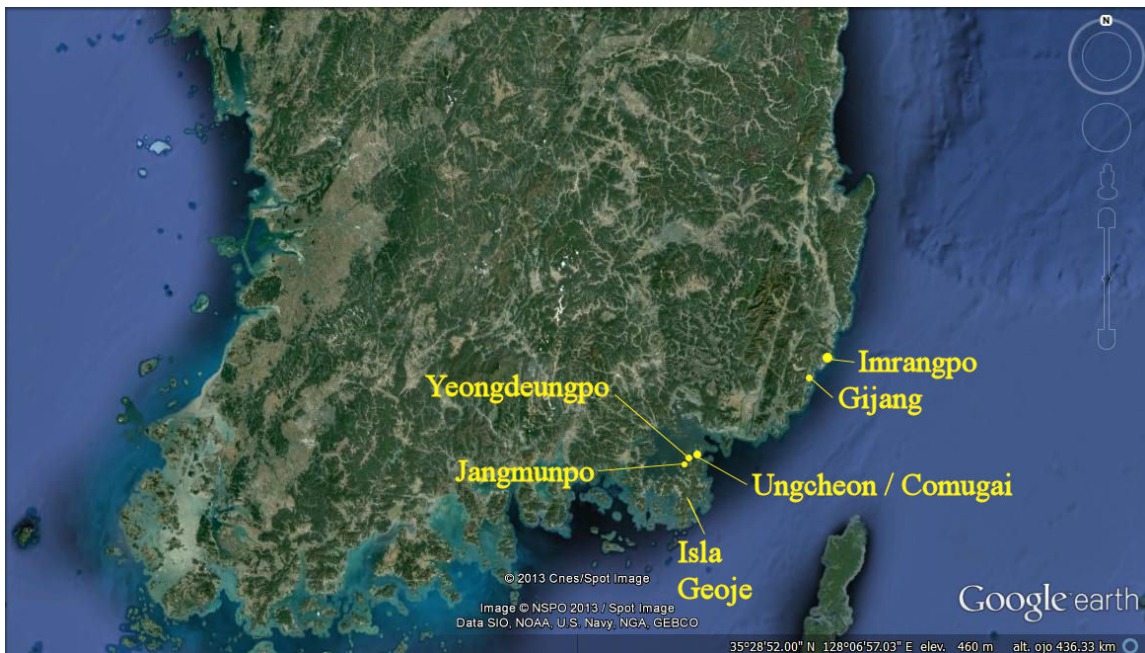 N
Imrangpo
Gijang
Yeongdeungpo
Jangmunpo
Ungcheon / Comugai
Isla
Geoje
© 2013 Cnes/Spot Image
Image © NSPO 2013 / Spot Image
Data SIO, NOAA, U.S. Navy, NGA, GEBCO
Google earth
35°28'52.00" N 128°06'57.03" E elev. 460 m alt. ojo 436.33 km